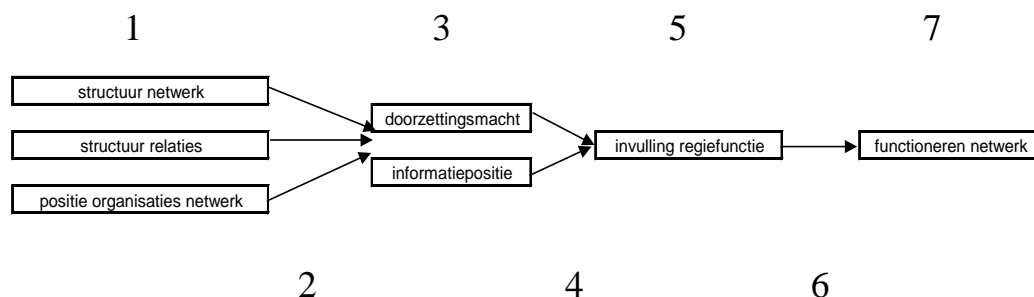 1 3 5 7
structuur netwerk
doorzettingsmacht
structuur relaties
invulling regiefunctie
functioneren netwerk
informatiepositie
positie organisaties netwerk
2 4 6